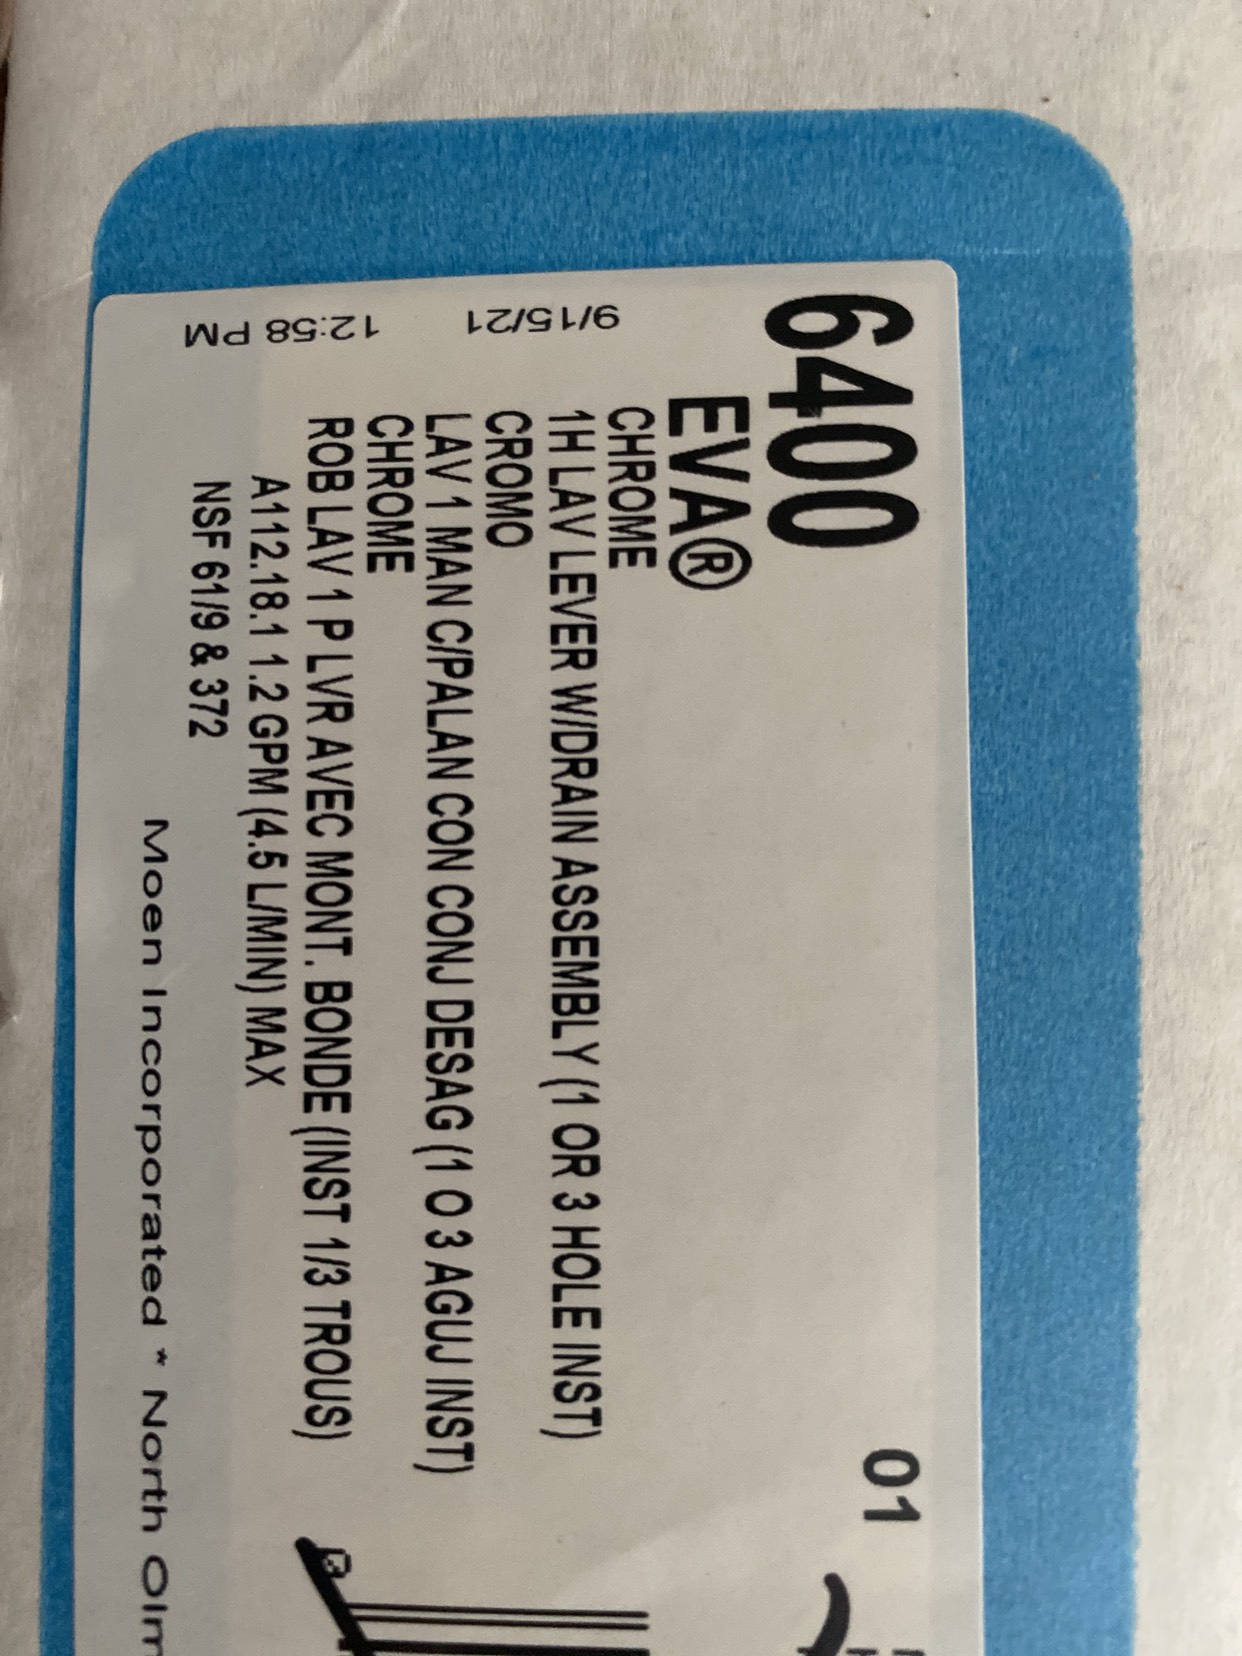 6400
01
EVA®
CHROME
1H LAV LEVER W/DRAIN ASSEMBLY (1 OR 3 HOLE INST)
CROMO
LAV 1 MAN C/PALAN CON CONJ DESAG (1 O 3 AGUJ INST)
CHROME
ROB LAV 1 P LVR AVEC MONT. BONDE (INST 1/3 TROUS)
A112.18.1 1.2 GPM (4.5 L/MIN) MAX
NSF 61/9 & 372
9/15/21
12:58 PM
Moen Incorporated * North Olm